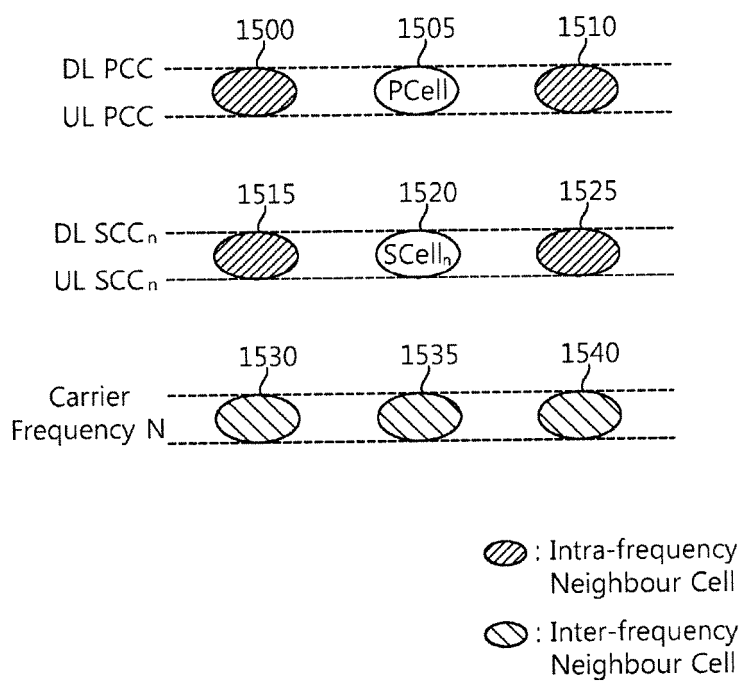 1500 1505 1510
DL PCC
PCell
UL PCC
1515 1520 1525
DL SCCn
SCelln
UL SCCn
1530 1535 1540
Carrier
Frequency N
: Intra-frequency
Neighbour Cell
: Inter-frequency
Neighbour Cell